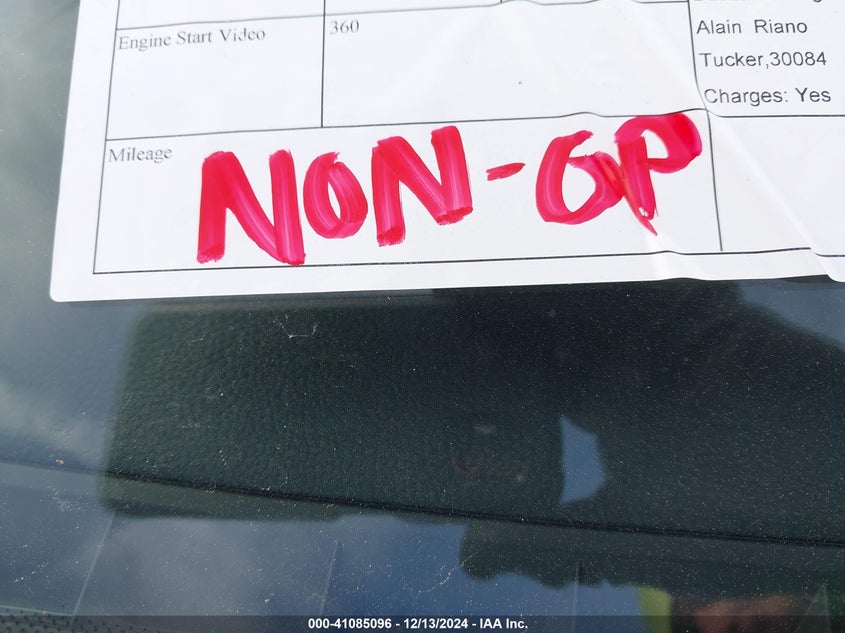 Engine Start Video
360
Alain Riano
Tucker,30084
Charges: Yes
Mileage
NON-OP
000-41085096 - 12/13/2024 - IAA Inc.